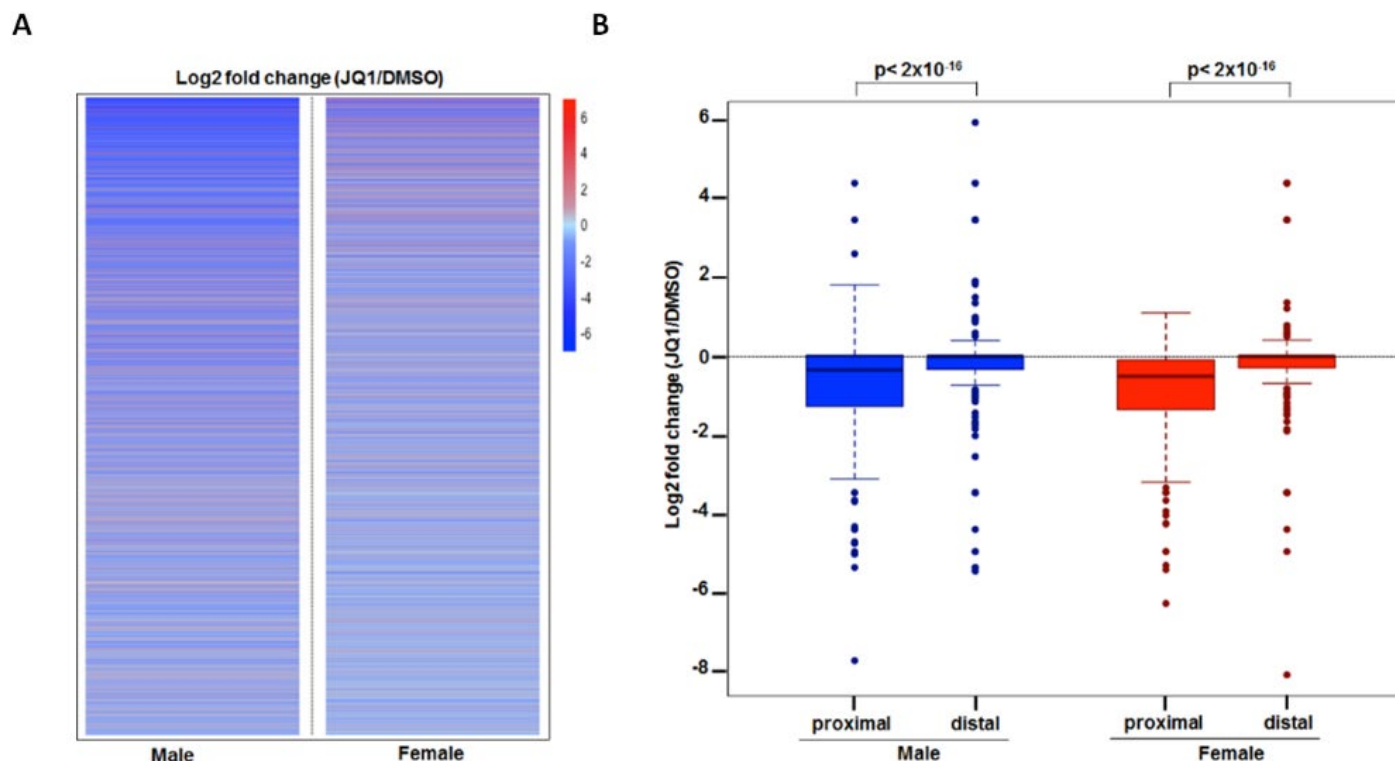 A
Log2 fold change (JQ1/DMSO)
6
4
2
0
-2
-4
-6
Male
Female
B
p< 2x10⁻¹⁶
p< 2x10⁻¹⁶
Log2 fold change (JQ1/DMSO)
6
4
2
0
-2
-4
-6
-8
proximal
distal
proximal
distal
Male
Female